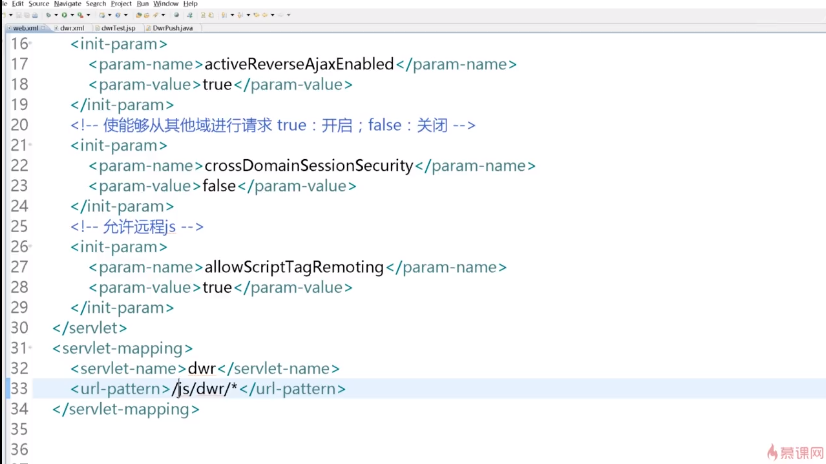 File Edit Source Navigate Search Project Run Window Help
web.xml dwr.xml dwrTest.jsp DwrPush.java
16 <init-param>
17 <param-name>activeReverseAjaxEnabled</param-name>
18 <param-value>true</param-value>
19 </init-param>
20 <!-- 使能够从其他域进行请求 true：开启；false：关闭 -->
21 <init-param>
22 <param-name>crossDomainSessionSecurity</param-name>
23 <param-value>false</param-value>
24 </init-param>
25 <!-- 允许远程js -->
26 <init-param>
27 <param-name>allowScriptTagRemoting</param-name>
28 <param-value>true</param-value>
29 </init-param>
30 </servlet>
31 <servlet-mapping>
32 <servlet-name>dwr</servlet-name>
33 <url-pattern>/js/dwr/*</url-pattern>
34 </servlet-mapping>
35
36
慕课网